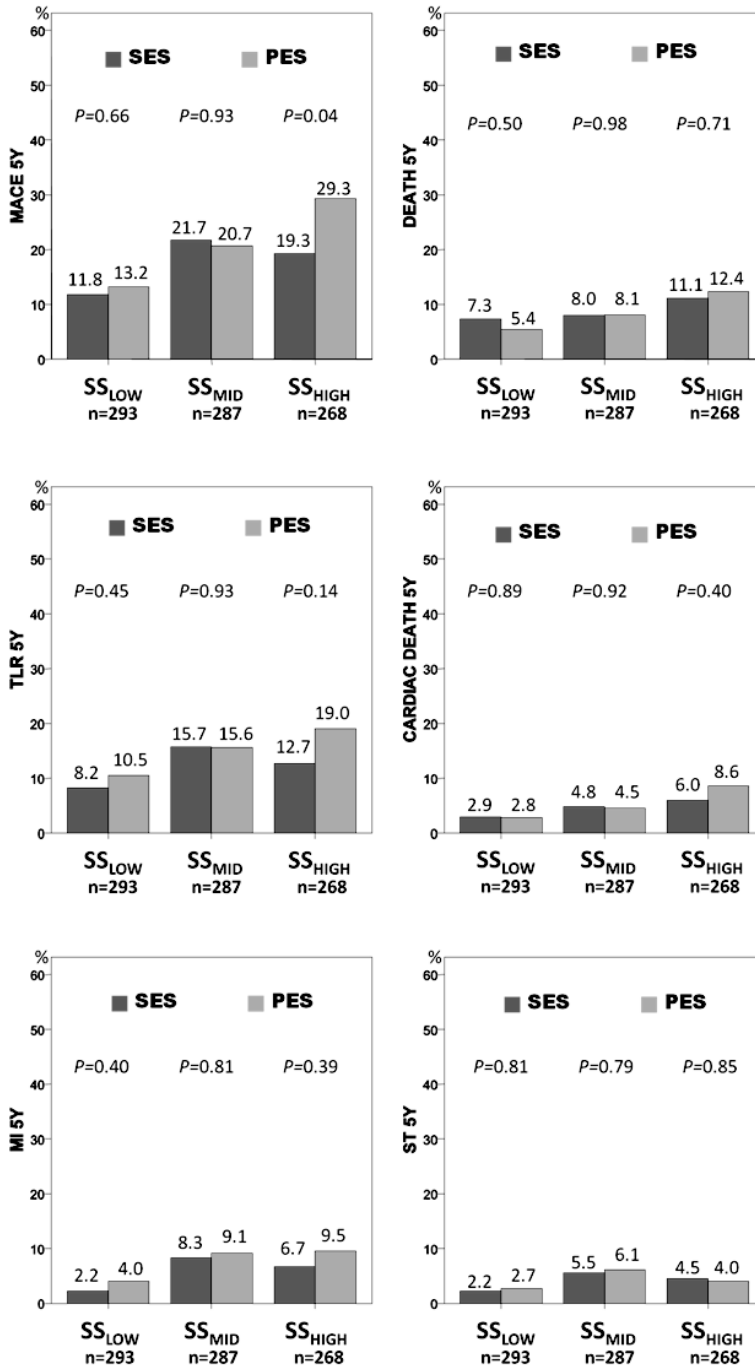 %
60
50
40
30
20
10
0
MACE 5Y
SES PES
P=0.66 P=0.93 P=0.04
11.8 13.2 21.7 20.7 19.3 29.3
SSLOW SSMID SSHIGH
n=293 n=287 n=268
%
60
50
40
30
20
10
0
DEATH 5Y
SES PES
P=0.50 P=0.98 P=0.71
7.3 5.4 8.0 8.1 11.1 12.4
SSLOW SSMID SSHIGH
n=293 n=287 n=268
%
60
50
40
30
20
10
0
TLR 5Y
SES PES
P=0.45 P=0.93 P=0.14
8.2 10.5 15.7 15.6 12.7 19.0
SSLOW SSMID SSHIGH
n=293 n=287 n=268
%
60
50
40
30
20
10
0
CARDIAC DEATH 5Y
SES PES
P=0.89 P=0.92 P=0.40
2.9 2.8 4.8 4.5 6.0 8.6
SSLOW SSMID SSHIGH
n=293 n=287 n=268
%
60
50
40
30
20
10
0
MI 5Y
SES PES
P=0.40 P=0.81 P=0.39
2.2 4.0 8.3 9.1 6.7 9.5
SSLOW SSMID SSHIGH
n=293 n=287 n=268
%
60
50
40
30
20
10
0
ST 5Y
SES PES
P=0.81 P=0.79 P=0.85
2.2 2.7 5.5 6.1 4.5 4.0
SSLOW SSMID SSHIGH
n=293 n=287 n=268